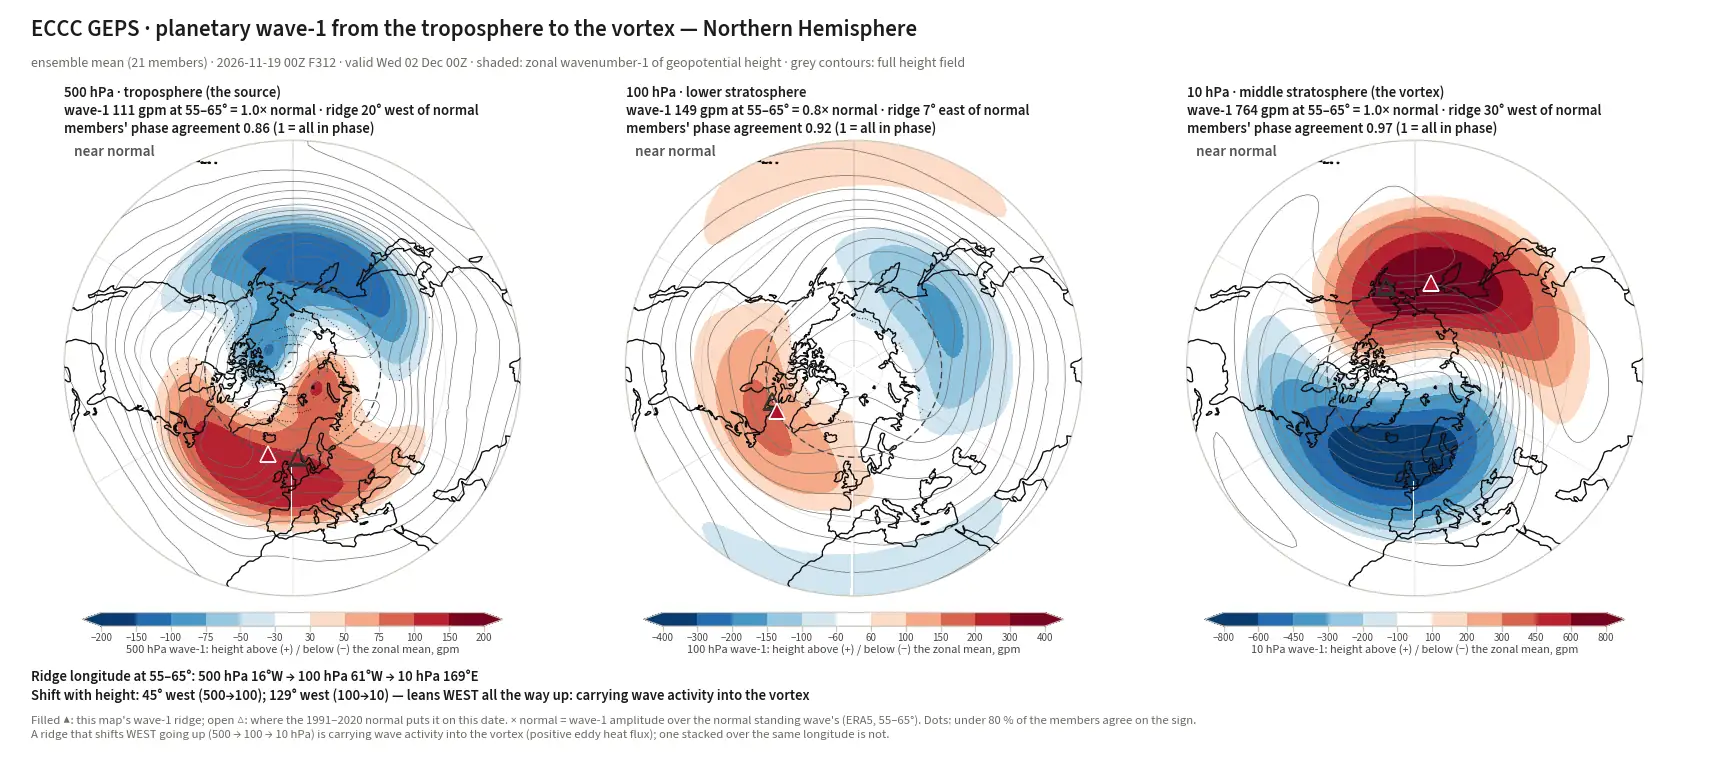 ECCC GEPS · planetary wave-1 from the troposphere to the vortex — Northern Hemisphere
ensemble mean (21 members) · 2026-11-19 00Z F312 · valid Wed 02 Dec 00Z · shaded: zonal wavenumber-1 of geopotential height · grey contours: full height field
500 hPa · troposphere (the source)
wave-1 111 gpm at 55–65° = 1.0× normal · ridge 20° west of normal
members' phase agreement 0.86 (1 = all in phase)
near normal
100 hPa · lower stratosphere
wave-1 149 gpm at 55–65° = 0.8× normal · ridge 7° east of normal
members' phase agreement 0.92 (1 = all in phase)
near normal
10 hPa · middle stratosphere (the vortex)
wave-1 764 gpm at 55–65° = 1.0× normal · ridge 30° west of normal
members' phase agreement 0.97 (1 = all in phase)
near normal
−200 −150 −100 −75 −50 −30 30 50 75 100 150 200
500 hPa wave-1: height above (+) / below (−) the zonal mean, gpm
−400 −300 −200 −150 −100 −60 60 100 150 200 300 400
100 hPa wave-1: height above (+) / below (−) the zonal mean, gpm
−800 −600 −450 −300 −200 −100 100 200 300 450 600 800
10 hPa wave-1: height above (+) / below (−) the zonal mean, gpm
Ridge longitude at 55–65°: 500 hPa 16°W → 100 hPa 61°W → 10 hPa 169°E
Shift with height: 45° west (500→100); 129° west (100→10) — leans WEST all the way up: carrying wave activity into the vortex
Filled ▲: this map's wave-1 ridge; open △: where the 1991–2020 normal puts it on this date. × normal = wave-1 amplitude over the normal standing wave's (ERA5, 55–65°). Dots: under 80 % of the members agree on the sign.
A ridge that shifts WEST going up (500 → 100 → 10 hPa) is carrying wave activity into the vortex (positive eddy heat flux); one stacked over the same longitude is not.